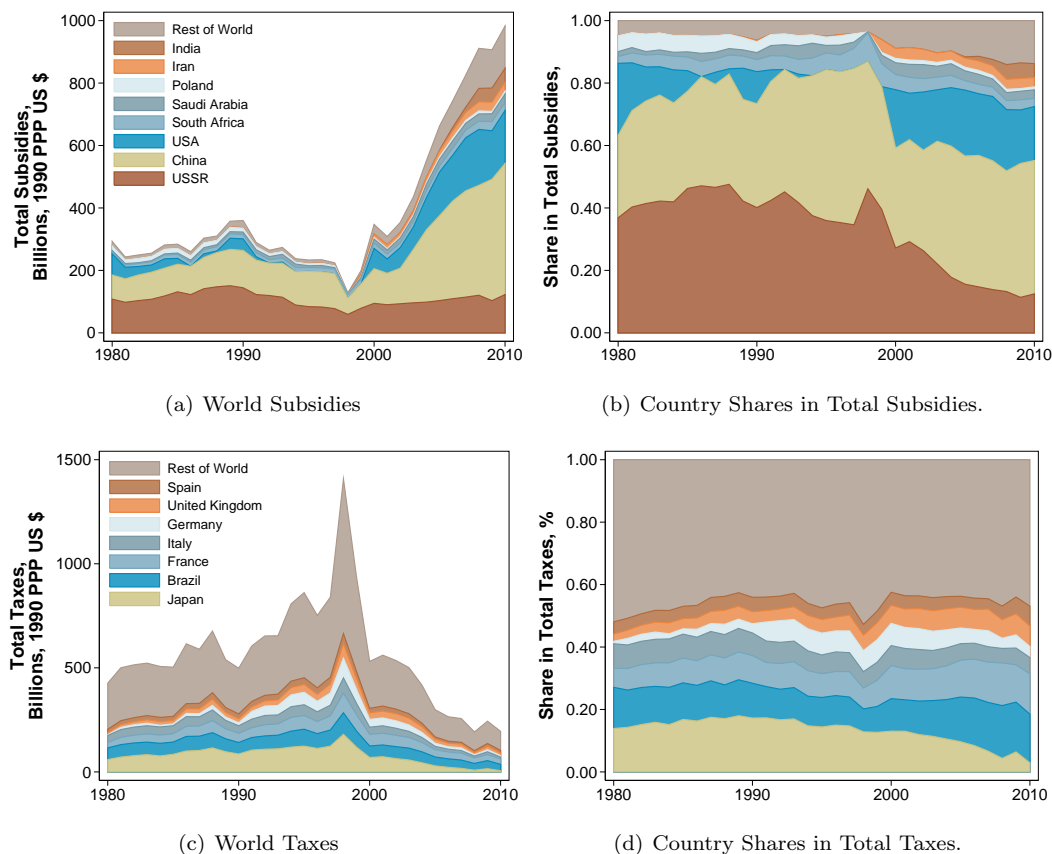 Total Subsidies,
Billions, 1990 PPP US $
1000
800
600
400
200
0
Rest of World
India
Iran
Poland
Saudi Arabia
South Africa
USA
China
USSR
1980
1990
2000
2010
(a) World Subsidies
Share in Total Subsidies,
1.00
0.80
0.60
0.40
0.20
0.00
1980
1990
2000
2010
(b) Country Shares in Total Subsidies.
Total Taxes,
Billions, 1990 PPP US $
1500
1000
500
0
Rest of World
Spain
United Kingdom
Germany
Italy
France
Brazil
Japan
1980
1990
2000
2010
(c) World Taxes
Share in Total Taxes, %
1.00
0.80
0.60
0.40
0.20
0.00
1980
1990
2000
2010
(d) Country Shares in Total Taxes.